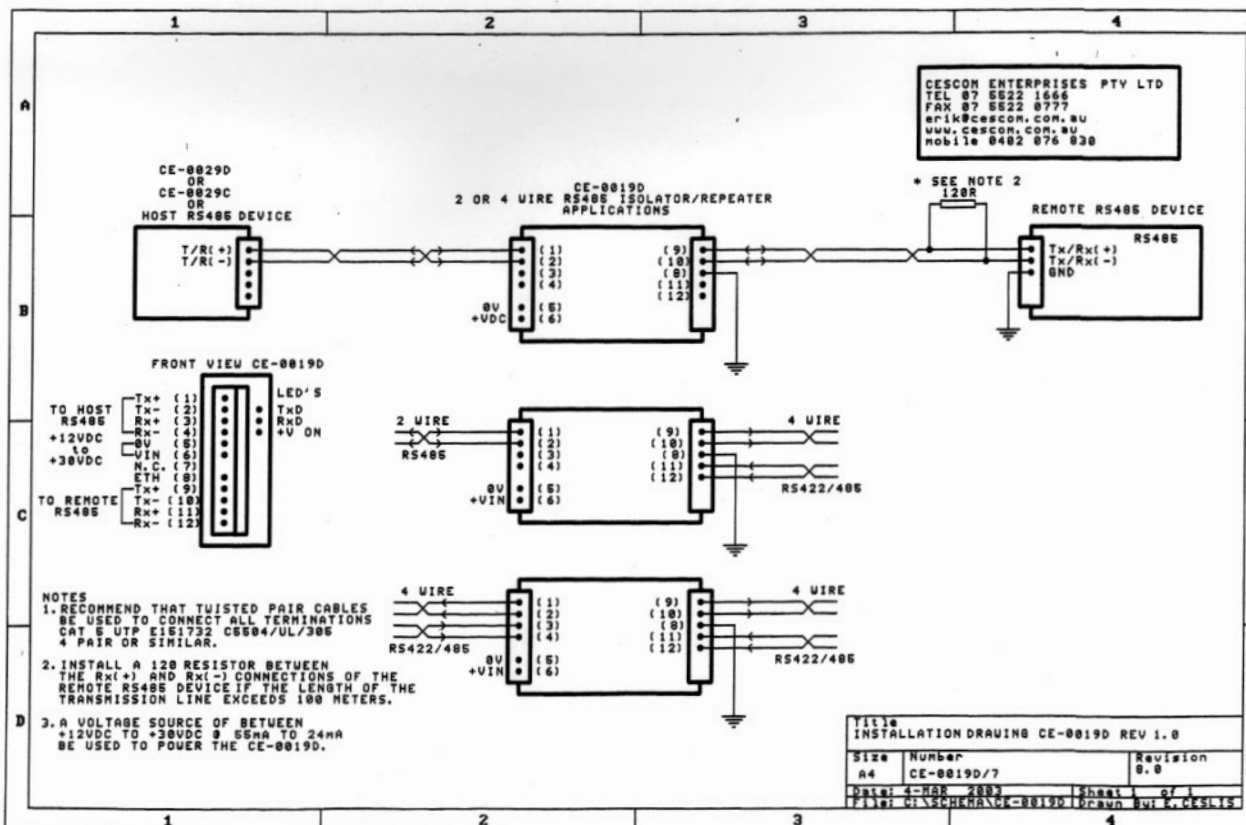 1 2 3 4
A
B
C
D
CESCOM ENTERPRISES PTY LTD
TEL 07 5522 1666
FAX 07 5522 0777
erik@cescom.com.au
www.cescom.com.au
mobile 0402 076 830
CE-0029D
OR
CE-0029C
OR
HOST RS485 DEVICE
T/R(+)
T/R(-)
CE-0019D
2 OR 4 WIRE RS485 ISOLATOR/REPEATER
APPLICATIONS
(1)
(2)
(3)
(4)
0V (5)
+VDC (6)
(9)
(10)
(8)
(11)
(12)
* SEE NOTE 2
120R
REMOTE RS485 DEVICE
RS485
Tx/Rx(+)
Tx/Rx(-)
GND
FRONT VIEW CE-0019D
LED'S
TxD
RxD
+V ON
TO HOST
RS485
+12VDC
to
+30VDC
TO REMOTE
RS485
Tx+ (1)
Tx- (2)
Rx+ (3)
Rx- (4)
0V (5)
VIN (6)
N.C. (7)
ETH (8)
Tx+ (9)
Tx- (10)
Rx+ (11)
Rx- (12)
2 WIRE
RS485
(1)
(2)
(3)
(4)
0V (5)
+VIN (6)
(9)
(10)
(8)
(11)
(12)
4 WIRE
RS422/485
4 WIRE
RS422/485
(1)
(2)
(3)
(4)
0V (5)
+VIN (6)
(9)
(10)
(8)
(11)
(12)
4 WIRE
RS422/485
NOTES
1. RECOMMEND THAT TWISTED PAIR CABLES
BE USED TO CONNECT ALL TERMINATIONS
CAT 5 UTP E151732 C5504/UL/305
4 PAIR OR SIMILAR.
2. INSTALL A 120 RESISTOR BETWEEN
THE Rx(+) AND Rx(-) CONNECTIONS OF THE
REMOTE RS485 DEVICE IF THE LENGTH OF THE
TRANSMISSION LINE EXCEEDS 100 METERS.
3. A VOLTAGE SOURCE OF BETWEEN
+12VDC TO +30VDC @ 55mA TO 24mA
BE USED TO POWER THE CE-0019D.
Title
INSTALLATION DRAWING CE-0019D REV 1.0
Size Number Revision
A4 CE-0019D/7 8.0
Date: 4-MAR 2003 Sheet 1 of 1
File: C:\SCHEMA\CE-0019D Drawn By: E.CESLIS
1 2 3 4